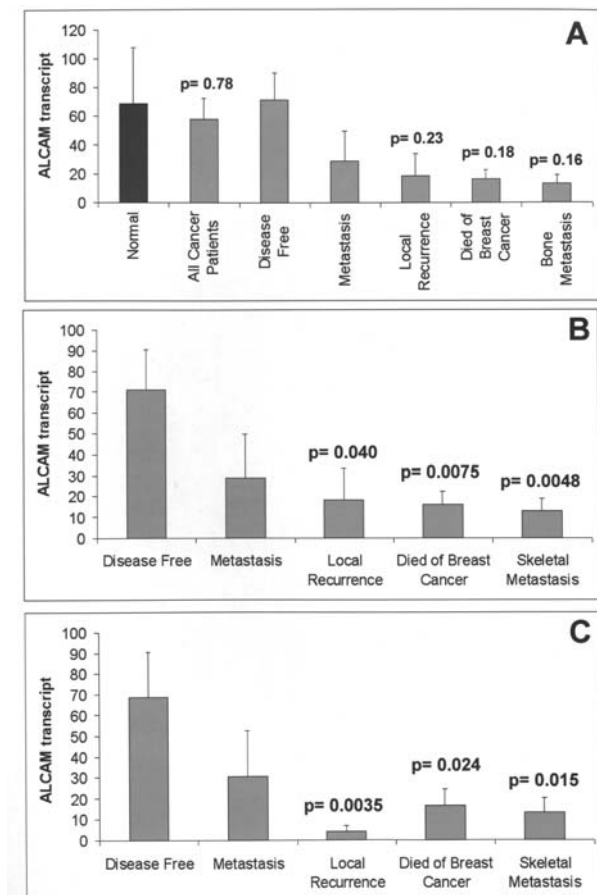 A
ALCAM transcript
120
100
80
60
40
20
0
p= 0.78
p= 0.23
p= 0.18
p= 0.16
Normal
All Cancer
Patients
Disease
Free
Metastasis
Local
Recurrence
Died of
Breast
Cancer
Bone
Metastasis
B
ALCAM transcript
100
90
80
70
60
50
40
30
20
10
0
p= 0.040
p= 0.0075
p= 0.0048
Disease Free
Metastasis
Local
Recurrence
Died of Breast
Cancer
Skeletal
Metastasis
C
ALCAM transcript
100
90
80
70
60
50
40
30
20
10
0
p= 0.0035
p= 0.024
p= 0.015
Disease Free
Metastasis
Local
Recurrence
Died of Breast
Cancer
Skeletal
Metastasis